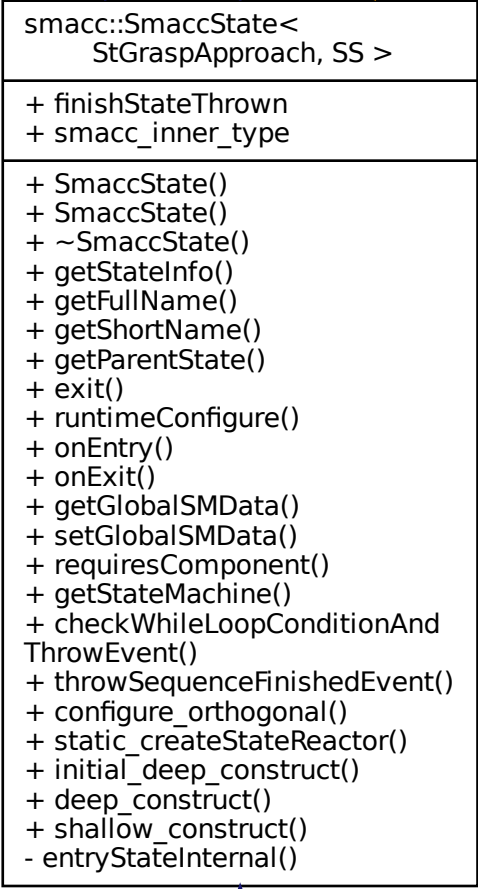 smacc::SmaccState<
StGraspApproach, SS >
+ finishStateThrown
+ smacc_inner_type
+ SmaccState()
+ SmaccState()
+ ~SmaccState()
+ getStateInfo()
+ getFullName()
+ getShortName()
+ getParentState()
+ exit()
+ runtimeConfigure()
+ onEntry()
+ onExit()
+ getGlobalSMData()
+ setGlobalSMData()
+ requiresComponent()
+ getStateMachine()
+ checkWhileLoopConditionAnd
ThrowEvent()
+ throwSequenceFinishedEvent()
+ configure_orthogonal()
+ static_createStateReactor()
+ initial_deep_construct()
+ deep_construct()
+ shallow_construct()
- entryStateInternal()